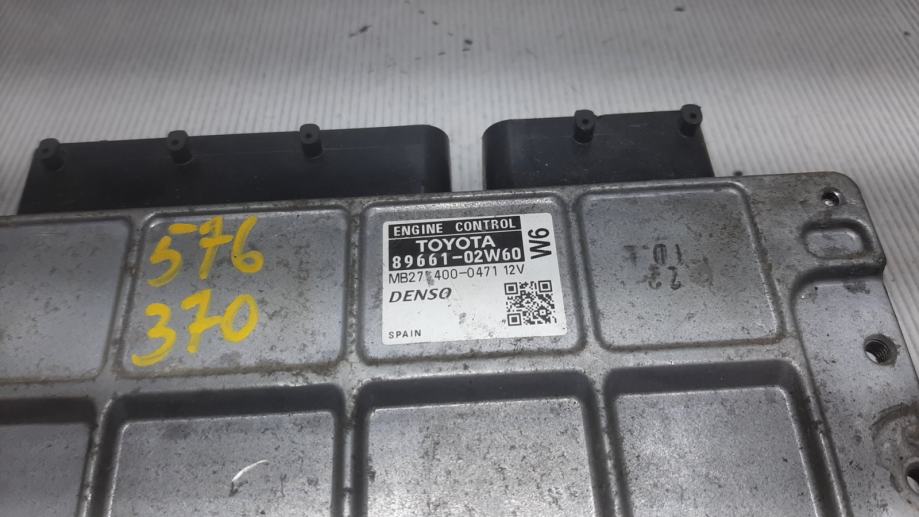 576
370
ENGINE CONTROL
TOYOTA
89661-02W60
W6
MB275400-0471 12V
DENSO
SPAIN